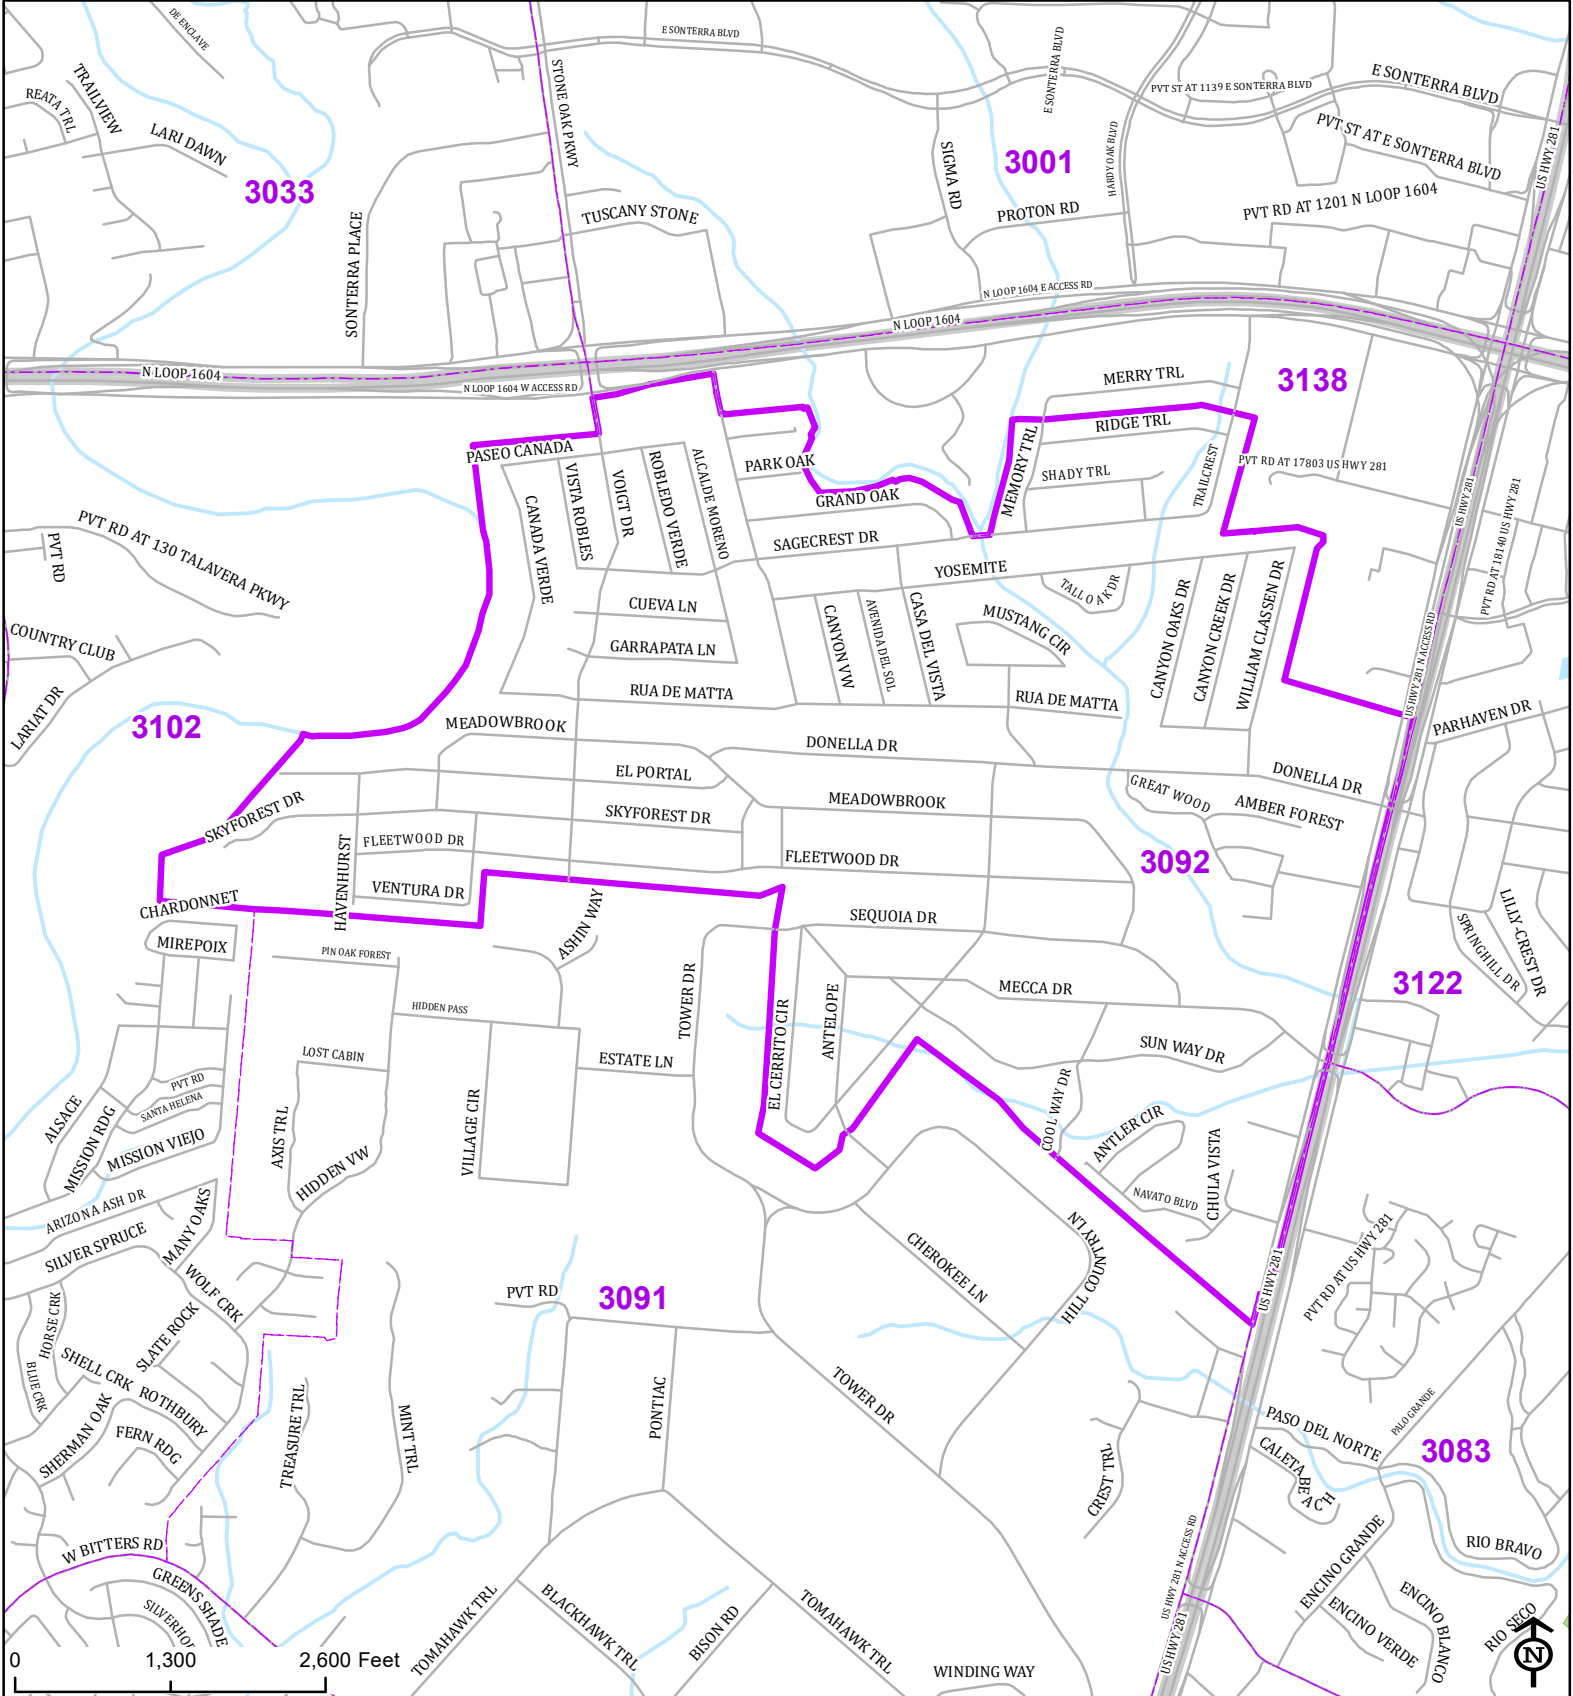 DE ENCLAVE
E SONTERRA BLVD
E SONTERRA BLVD
E SONTERRA BLVD
TRAILVIEW
REATA TRL
LARI DAWN
STONE OAK PKWY
PVT ST AT 1139 E SONTERRA BLVD
PVT ST AT E SONTERRA BLVD
US HWY 281
3033
3001
SIGMA RD
HARDY OAK BLVD
PROTON RD
PVT RD AT 1201 N LOOP 1604
TUSCANY STONE
SONTERRA PLACE
N LOOP 1604 E ACCESS RD
N LOOP 1604
N LOOP 1604
N LOOP 1604 W ACCESS RD
MERRY TRL
3138
RIDGE TRL
PASEO CANADA
PARK OAK
MEMORY TRL
SHADY TRL
TRAILCREST
PVT RD AT 17803 US HWY 281
US HWY 281
PVT RD AT 18140 US HWY 281
GRAND OAK
CANADA VERDE
VISTA ROBLES
VOIGT DR
ROBLEDO VERDE
ALCALDE MORENO
SAGECREST DR
YOSEMITE
TALL OAK DR
PVT RD AT 130 TALAVERA PKWY
PVT RD
COUNTRY CLUB
LARIAT DR
3102
CUEVA LN
GARRAPATA LN
RUA DE MATTA
CANYON VW
AVENIDA DEL SOL
CASA DEL VISTA
MUSTANG CIR
RUA DE MATTA
CANYON OAKS DR
CANYON CREEK DR
WILLIAM CLASSEN DR
US HWY 281 N ACCESS RD
PARHAVEN DR
MEADOWBROOK
DONELLA DR
EL PORTAL
MEADOWBROOK
DONELLA DR
GREAT WOOD
AMBER FOREST
SKYFOREST DR
SKYFOREST DR
FLEETWOOD DR
FLEETWOOD DR
3092
HAVENHURST
VENTURA DR
CHARDONNET
MIREPOIX
PIN OAK FOREST
ASHIN WAY
SEQUOIA DR
LILLY-CREST DR
SPRINGHILL DR
3122
MECCA DR
TOWER DR
EL CERRITO CIR
ANTELOPE
HIDDEN PASS
ESTATE LN
SUN WAY DR
LOST CABIN
PVT RD
SANTA HELENA
ALSACE
MISSION RDG
MISSION VIEJO
AXIS TRL
HIDDEN VW
VILLAGE CIR
COOL WAY DR
ANTLER CIR
CHULA VISTA
NAVATO BLVD
ARIZONA ASH DR
SILVER SPRUCE
MANY OAKS
WOLF CRK
HILL COUNTRY LN
CHEROKEE LN
US HWY 281
PVT RD AT US HWY 281
PVT RD
3091
HORSE CRK
BLUE CRK
SLATE ROCK
SHELL CRK
ROTHBURY
SHERMAN OAK
FERN RDG
TREASURE TRL
MINT TRL
PONTIAC
TOWER DR
CREST TRL
PASO DEL NORTE
PALO GRANDE
3083
CALETA BEACH
RIO BRAVO
W BITTERS RD
GREENS SHADE
SILVERHO
US HWY 281 N ACCESS RD
US HWY 281
ENCINO GRANDE
ENCINO VERDE
ENCINO BLANCO
RIO SECO
TOMAHAWK TRL
BLACKHAWK TRL
BISON RD
TOMAHAWK TRL
WINDING WAY
0 1,300 2,600 Feet
N